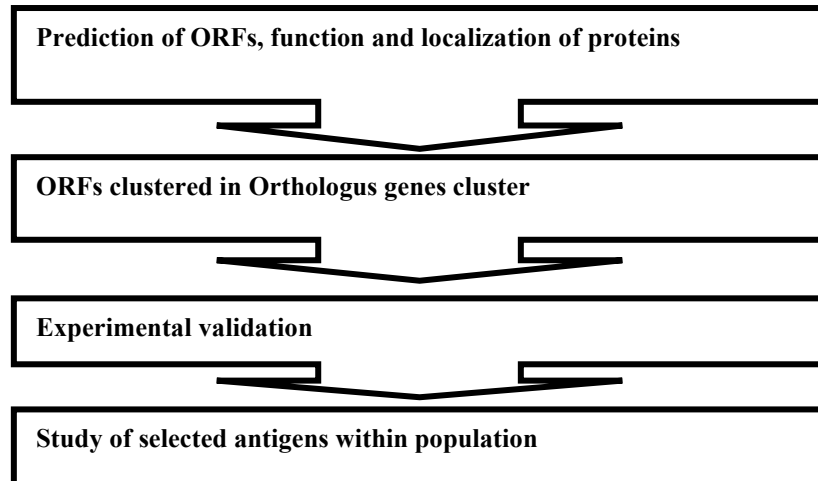 Prediction of ORFs, function and localization of proteins
ORFs clustered in Orthologus genes cluster
Experimental validation
Study of selected antigens within population